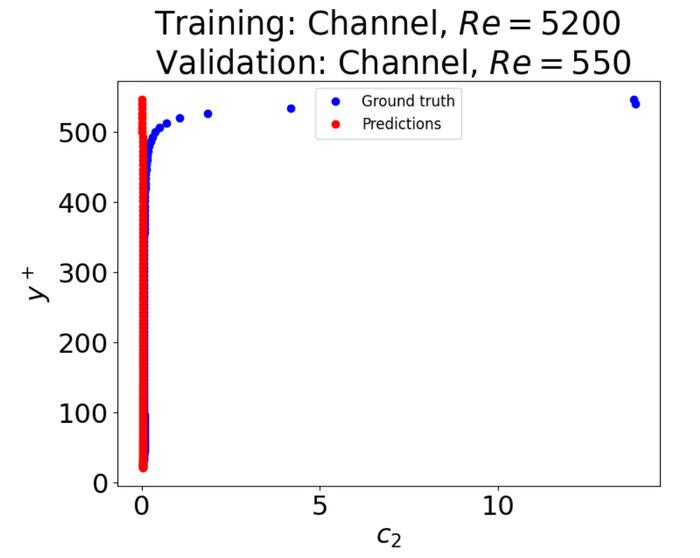 Training: Channel, Re = 5200
Validation: Channel, Re = 550
Ground truth
Predictions
500
400
300
200
100
0
y⁺
0 5 10
c₂